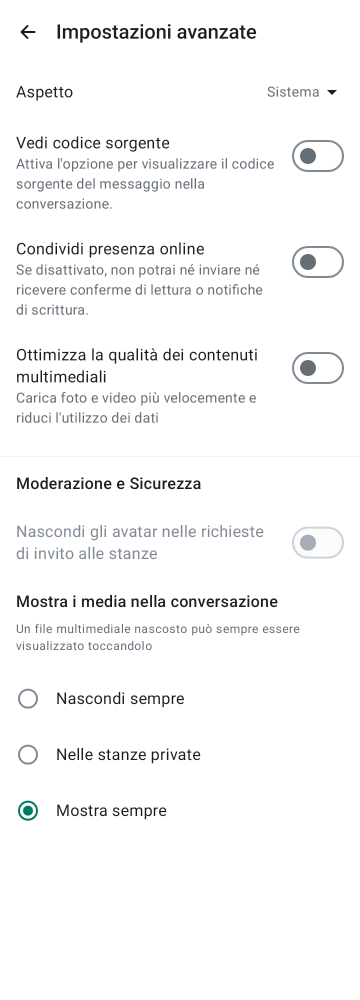 Impostazioni avanzate
Aspetto
Sistema
Vedi codice sorgente
Attiva l'opzione per visualizzare il codice
sorgente del messaggio nella
conversazione.
Condividi presenza online
Se disattivato, non potrai né inviare né
ricevere conferme di lettura o notifiche
di scrittura.
Ottimizza la qualità dei contenuti
multimediali
Carica foto e video più velocemente e
riduci l'utilizzo dei dati
Moderazione e Sicurezza
Nascondi gli avatar nelle richieste
di invito alle stanze
Mostra i media nella conversazione
Un file multimediale nascosto può sempre essere
visualizzato toccandolo
Nascondi sempre
Nelle stanze private
Mostra sempre